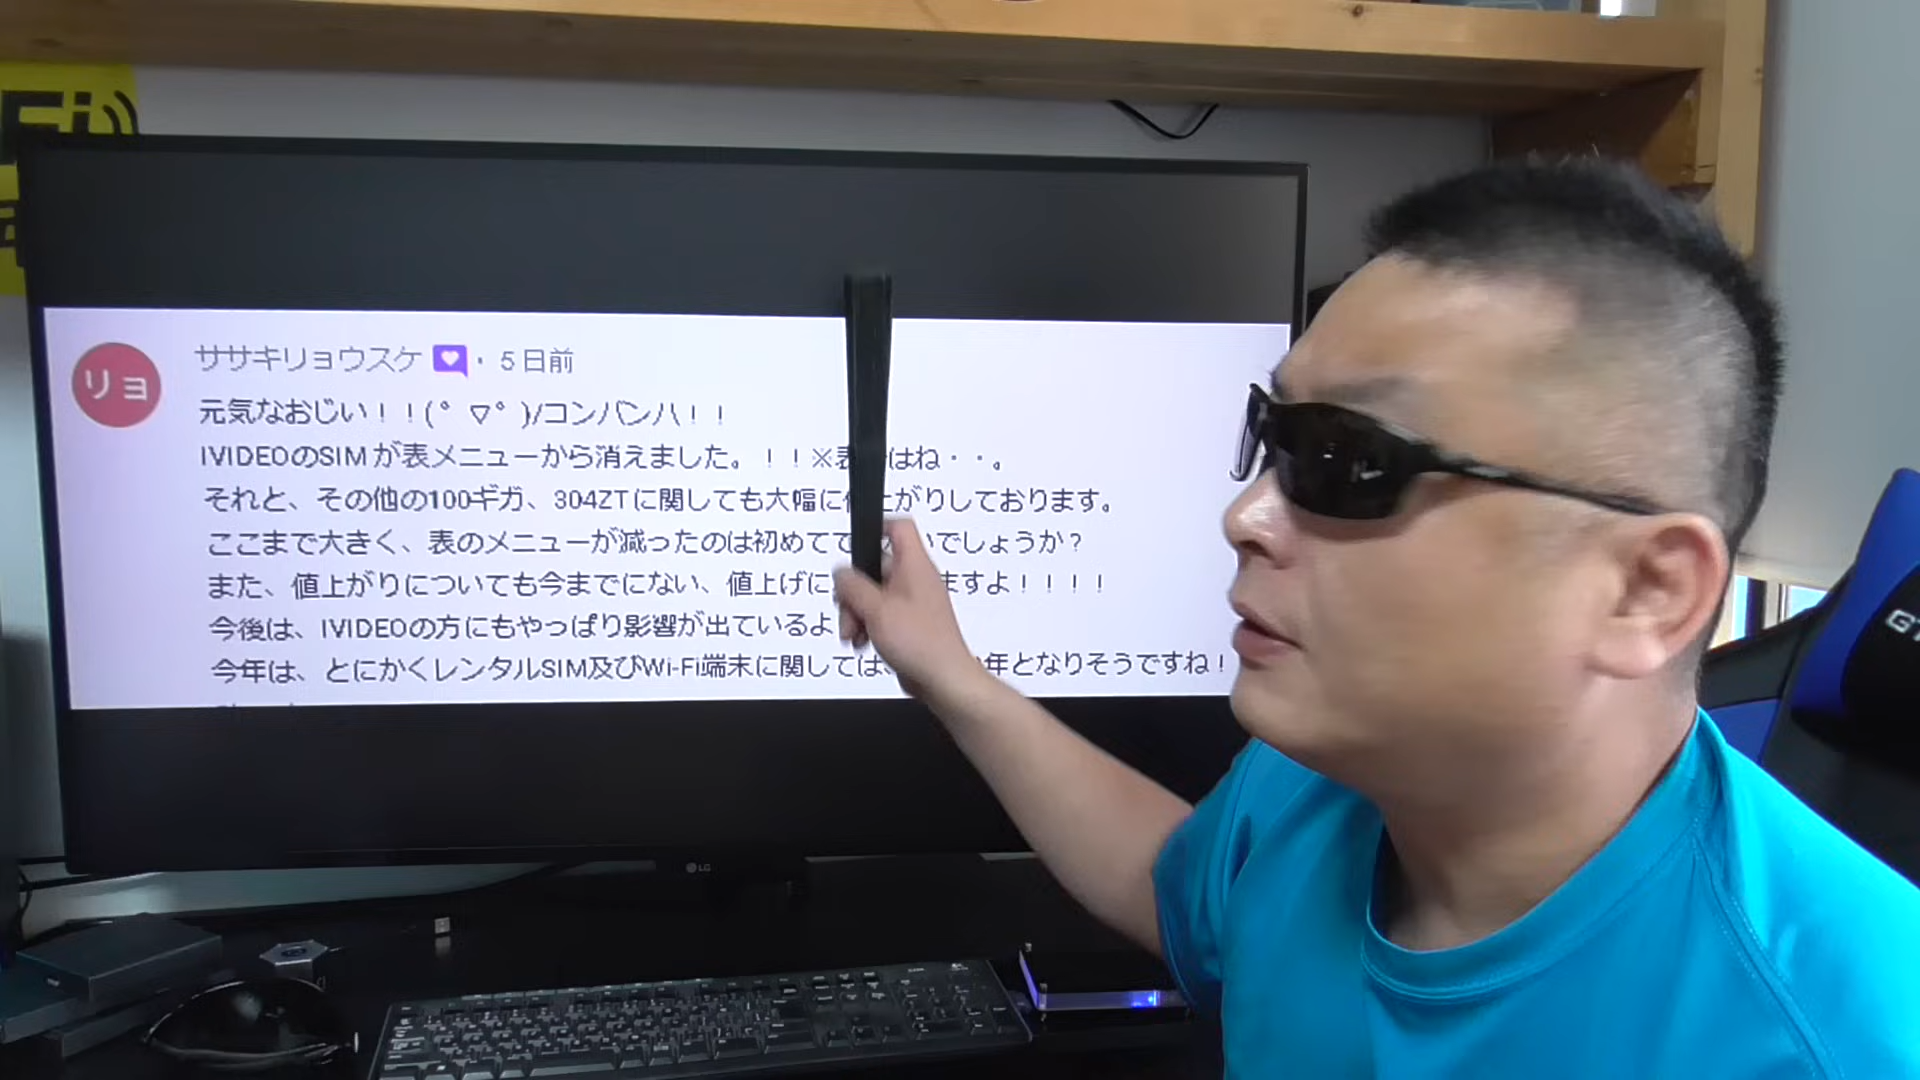 Fi
リョ
ササキリョウスケ ・ 5日前
元気なおじい！！(゜▽゜)/コンバンハ！！
IVIDEOのSIMが表メニューから消えました。！！※表 はね・・。
それと、その他の100ギガ、304ZTに関しても大幅に 上がりしております。
ここまで大きく、表のメニューが減ったのは初めてで いでしょうか？
また、値上がりについても今までにない、値上げに ますよ！！！！
今後は、IVIDEOの方にもやっぱり影響が出ているよ
今年は、とにかくレンタルSIM及びWi-Fi端末に関しては、 年となりそうですね！
LG
GT